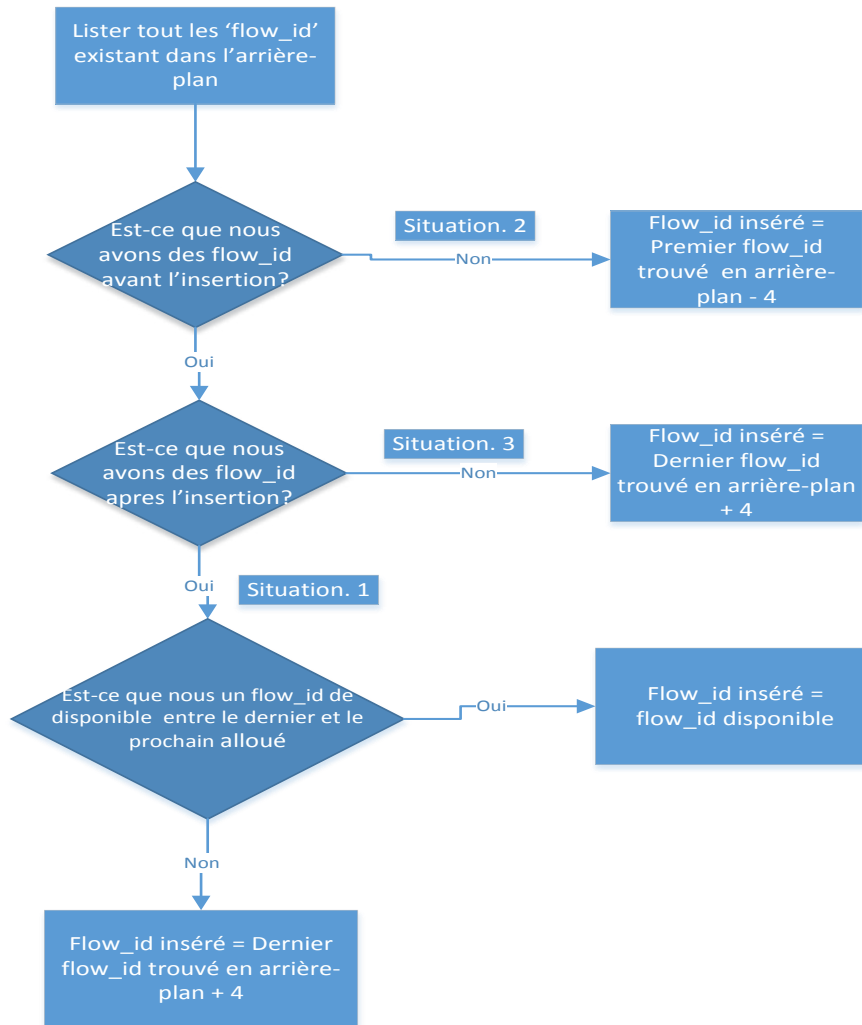 Lister tout les ‘flow_id’
existant dans l’arrière-
plan
Est-ce que nous
avons des flow_id
avant l’insertion?
Situation. 2
Non
Flow_id inséré =
Premier flow_id
trouvé en arrière-
plan - 4
Oui
Est-ce que nous
avons des flow_id
apres l’insertion?
Situation. 3
Non
Flow_id inséré =
Dernier flow_id
trouvé en arrière-plan
+ 4
Oui
Situation. 1
Est-ce que nous un flow_id de
disponible entre le dernier et le
prochain alloué
Oui
Flow_id inséré =
flow_id disponible
Non
Flow_id inséré = Dernier
flow_id trouvé en arrière-
plan + 4